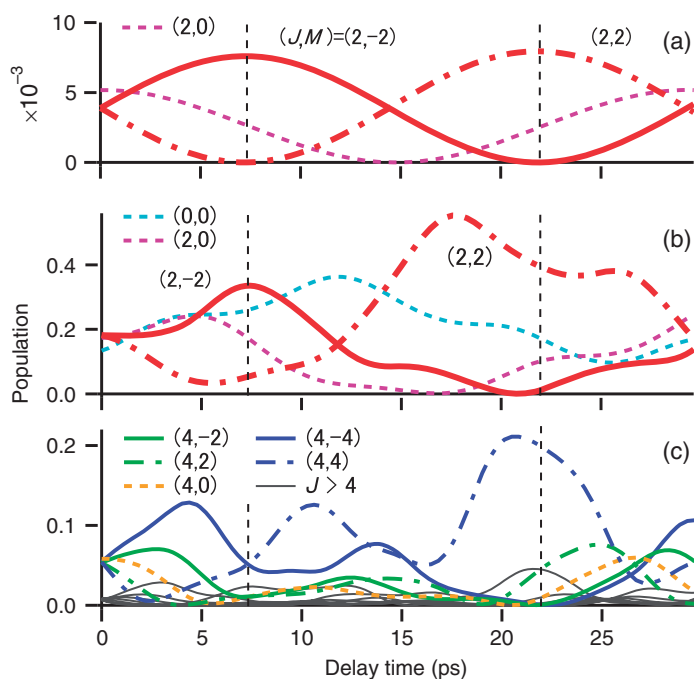 (2,0) (J,M)=(2,-2) (2,2) (a)
10
5
0
×10⁻³
(0,0)
(2,0)
(2,-2)
(2,2)
(b)
0.4
0.2
0.0
Population
(4,-2) (4,-4) (c)
(4,2) (4,4)
(4,0) J > 4
0.2
0.1
0.0
0 5 10 15 20 25
Delay time (ps)